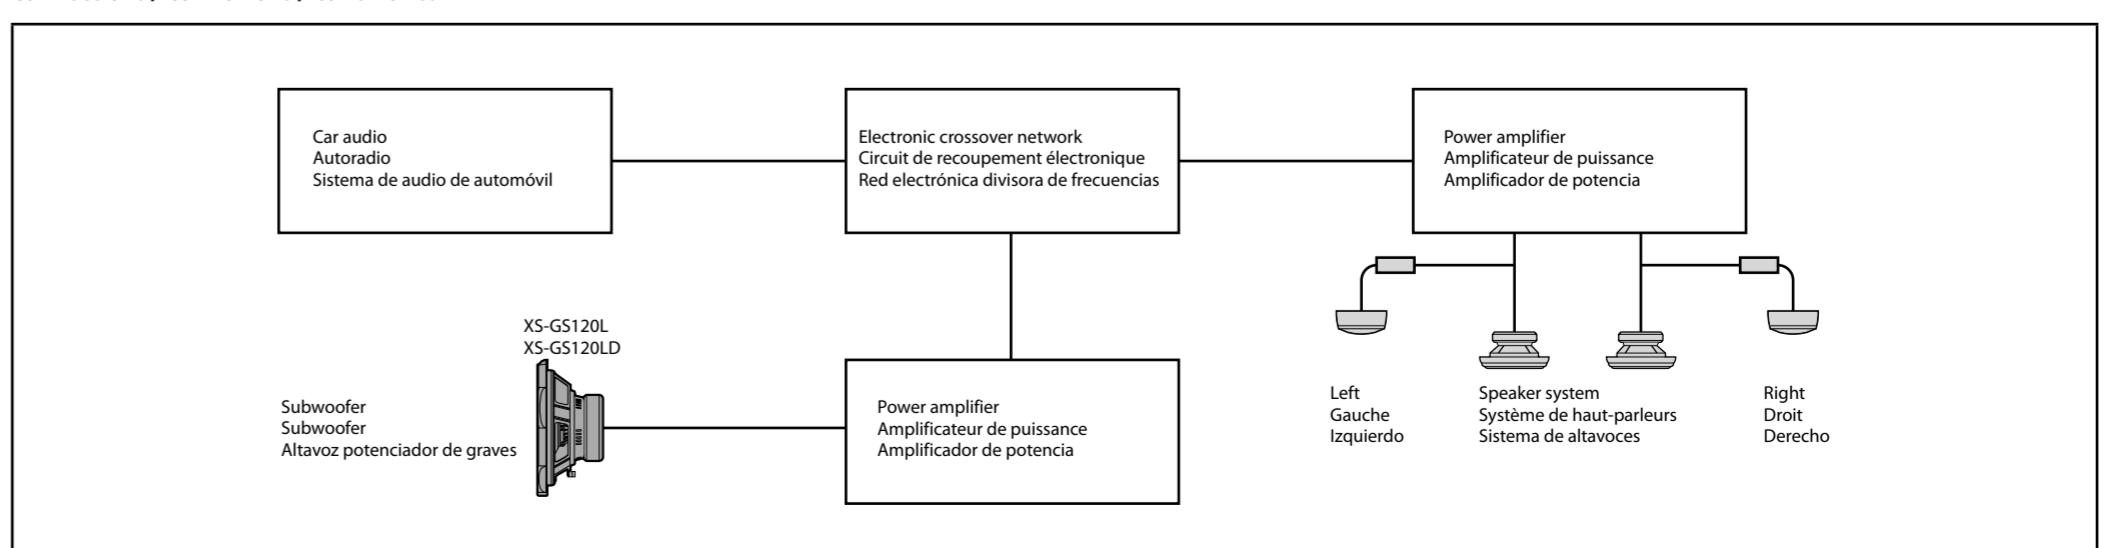 Car audio
Autoradio
Sistema de audio de automóvil
Electronic crossover network
Circuit de recoupement électronique
Red electrónica divisora de frecuencias
Power amplifier
Amplificateur de puissance
Amplificador de potencia
XS-GS120L
XS-GS120LD
Subwoofer
Subwoofer
Altavoz potenciador de graves
Power amplifier
Amplificateur de puissance
Amplificador de potencia
Left
Gauche
Izquierdo
Speaker system
Système de haut-parleurs
Sistema de altavoces
Right
Droit
Derecho